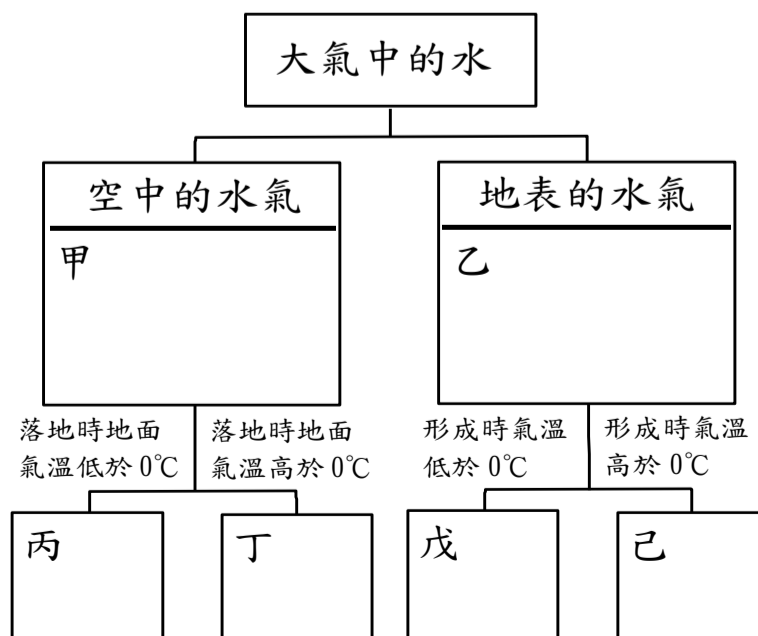 大氣中的水
空中的水氣
甲
地表的水氣
乙
落地時地面
氣溫低於 0℃
落地時地面
氣溫高於 0℃
形成時氣溫
低於 0℃
形成時氣溫
高於 0℃
丙
丁
戊
己